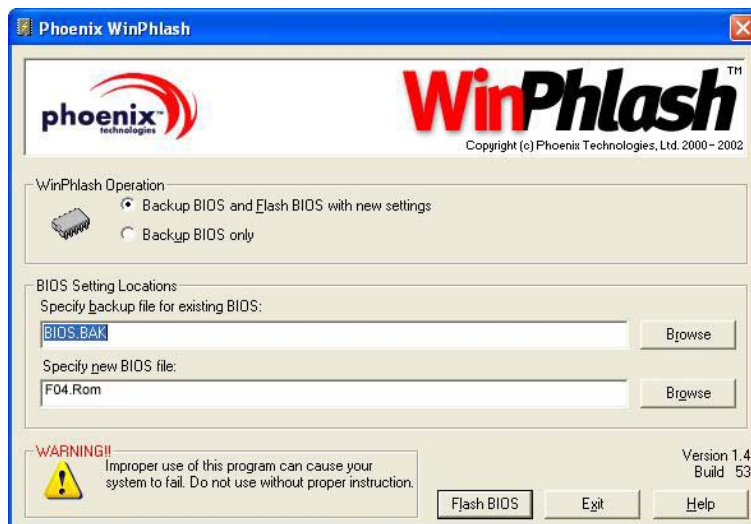 Phoenix WinPhlash
phoenix™
technologies
WinPhlash™
Copyright (c) Phoenix Technologies, Ltd. 2000-2002
WinPhlash Operation
Backup BIOS and Flash BIOS with new settings
Backup BIOS only
BIOS Setting Locations
Specify backup file for existing BIOS:
BIOS.BAK
Browse
Specify new BIOS file:
F04.Rom
Browse
WARNING!!
Improper use of this program can cause your
system to fail. Do not use without proper instruction.
Version 1.4
Build 53
Flash BIOS
Exit
Help